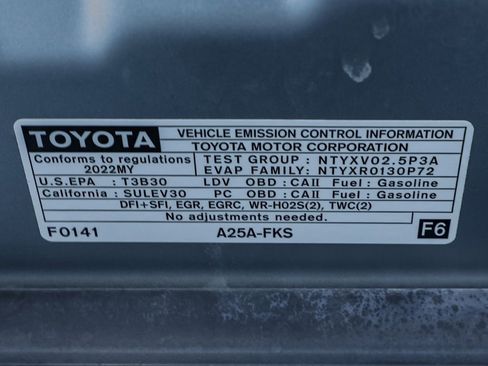 TOYOTA VEHICLE EMISSION CONTROL INFORMATION
TOYOTA MOTOR CORPORATION
Conforms to regulations 2022MY
TEST GROUP : NTYXV02.5P3A
EVAP FAMILY: NTYXR0130P72
U.S.EPA : T3B30 LDV OBD : CAII Fuel : Gasoline
California : SULEV30 PC OBD : CAII Fuel : Gasoline
DFI+SFI, EGR, EGRC, WR-HO2S(2), TWC(2)
No adjustments needed.
F0141 A25A-FKS F6